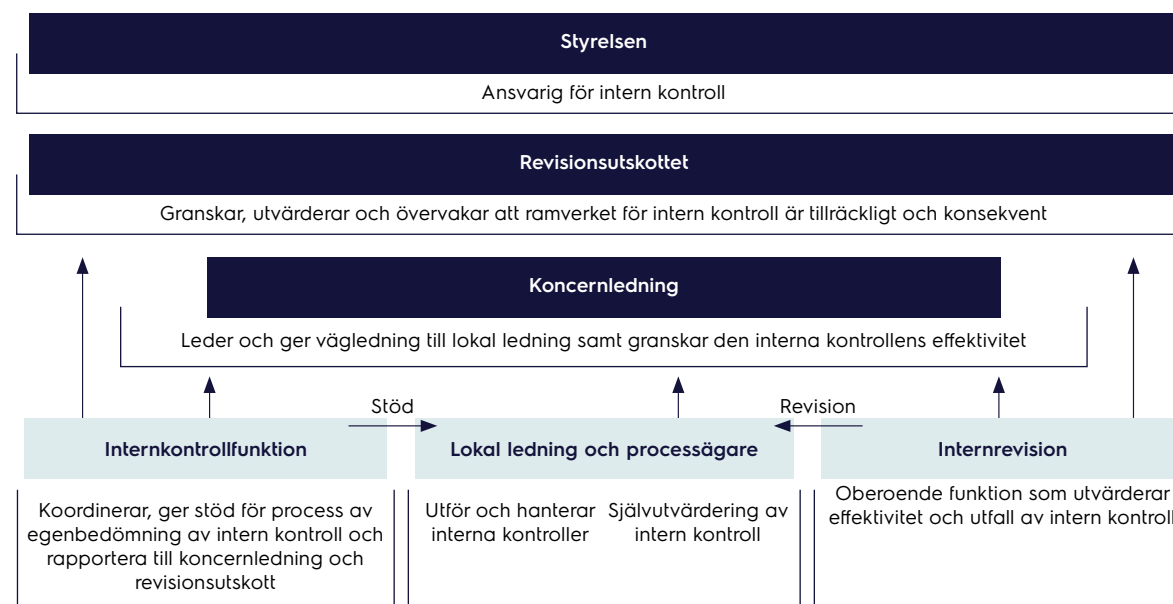 Styrelsen
Ansvarig för intern kontroll
Revisionsutskottet
Granskar, utvärderar och övervakar att ramverket för intern kontroll är tillräckligt och konsekvent
Koncernledning
Leder och ger vägledning till lokal ledning samt granskar den interna kontrollens effektivitet
Stöd
Revision
Internkontrollfunktion
Koordinerar, ger stöd för process av
egenbedömning av intern kontroll och
rapportera till koncernledning och
revisionsutskott
Lokal ledning och processägare
Utför och hanterar
interna kontroller
Självutvärdering av
intern kontroll
Internrevision
Oberoende funktion som utvärderar
effektivitet och utfall av intern kontroll